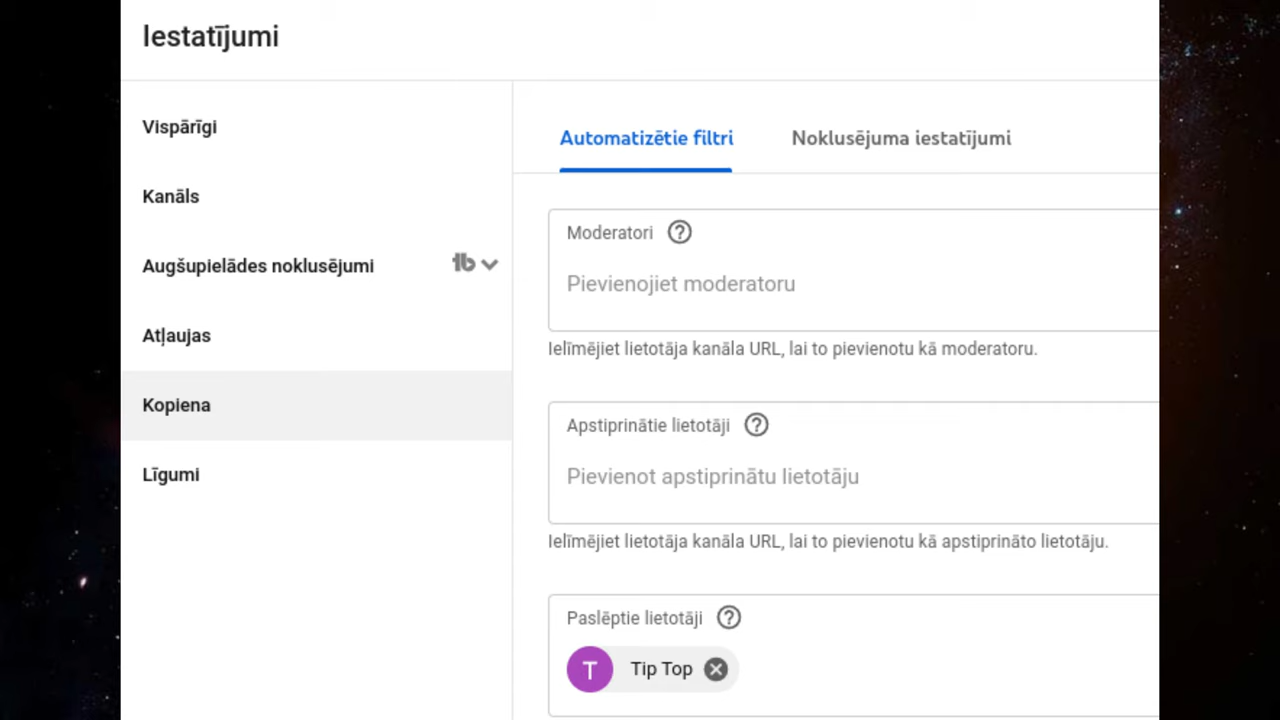 Iestatījumi
Vispārīgi
Kanāls
Augšupielādes noklusējumi
Atļaujas
Kopiena
Līgumi
Automatizētie filtri
Noklusējuma iestatījumi
Moderatori
Pievienojiet moderatoru
Ielīmējiet lietotāja kanāla URL, lai to pievienotu kā moderatoru.
Apstiprinātie lietotāji
Pievienot apstiprinātu lietotāju
Ielīmējiet lietotāja kanāla URL, lai to pievienotu kā apstiprināto lietotāju.
Paslēptie lietotāji
T Tip Top